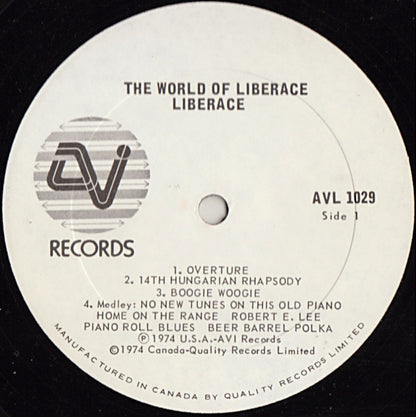 THE WORLD OF LIBERACE
LIBERACE
AVI
RECORDS
AVL 1029
Side 1
1. OVERTURE
2. 14TH HUNGARIAN RHAPSODY
3. BOOGIE WOOGIE
4. Medley: NO NEW TUNES ON THIS OLD PIANO
HOME ON THE RANGE ROBERT E. LEE
PIANO ROLL BLUES BEER BARREL POLKA
Ⓟ 1974 U.S.A.-AVI Records
©1974 Canada-Quality Records Limited
MANUFACTURED IN CANADA BY QUALITY RECORDS LIMITED